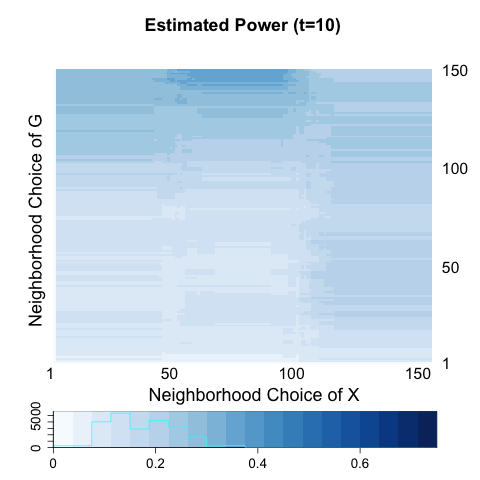 Estimated Power (t=10)
Neighborhood Choice of G
150
100
50
1
1 50 100 150
Neighborhood Choice of X
0 5000
0 0.2 0.4 0.6